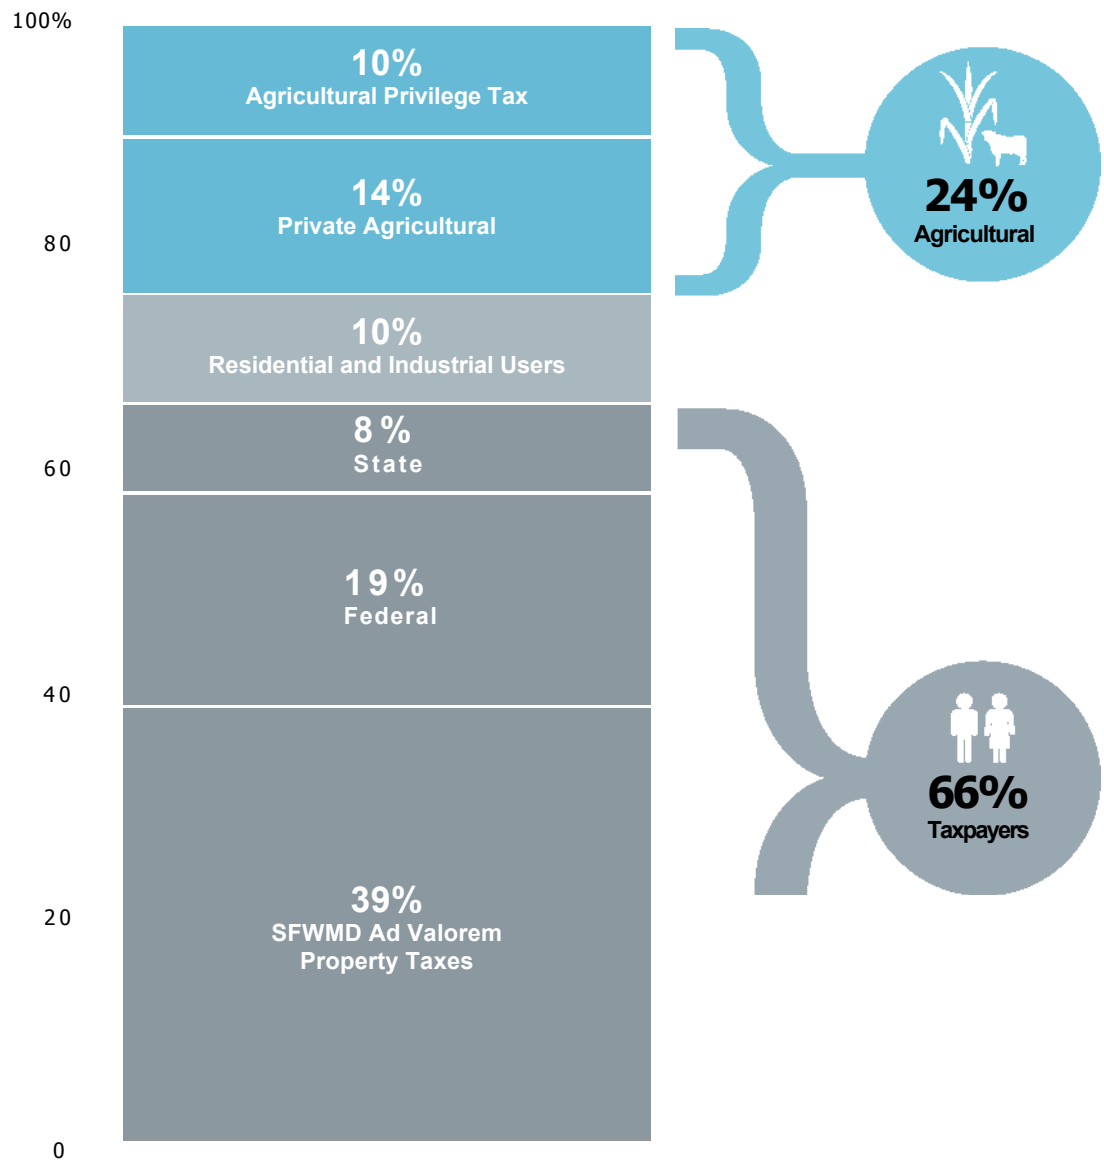 100%
10%
Agricultural Privilege Tax
14%
Private Agricultural
24%
Agricultural
80
10%
Residential and Industrial Users
8%
State
60
19%
Federal
40
66%
Taxpayers
39%
SFWMD Ad Valorem
Property Taxes
20
0